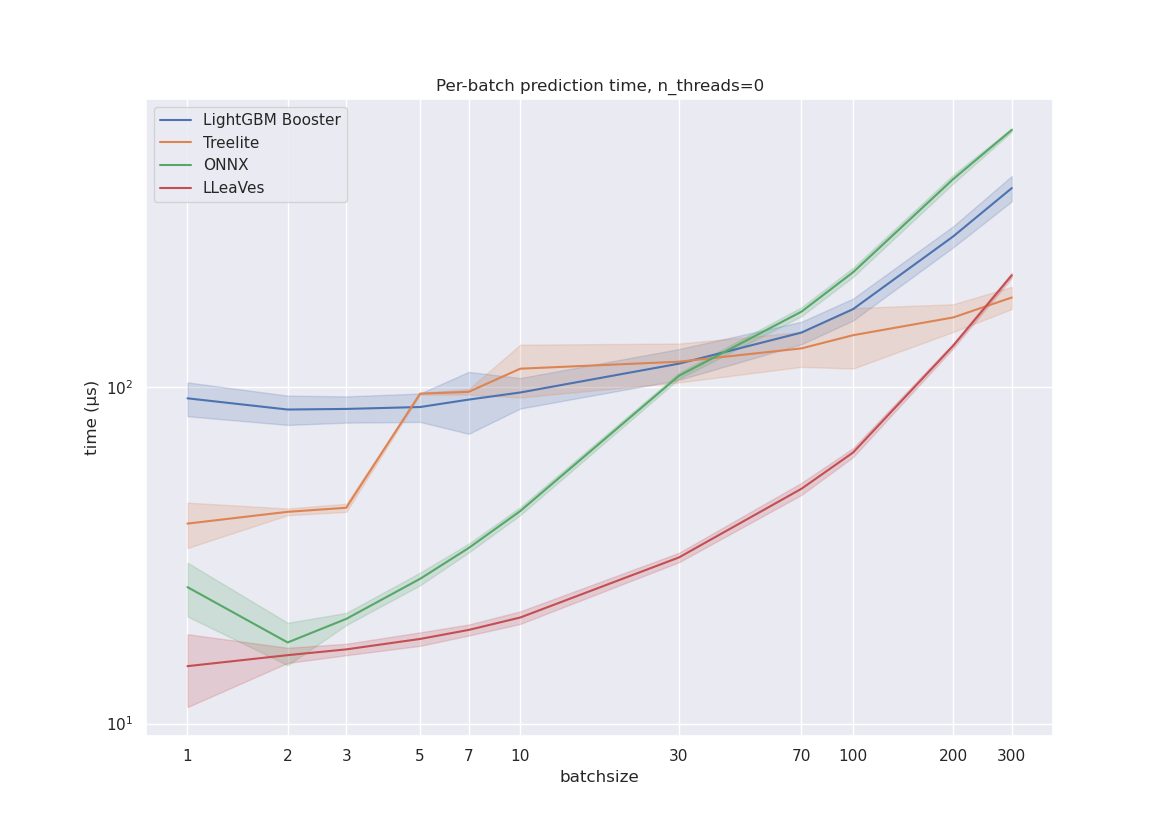 Per-batch prediction time, n_threads=0
LightGBM Booster
Treelite
ONNX
LLeaVes
time (µs)
10²
10¹
1 2 3 5 7 10 30 70 100 200 300
batchsize